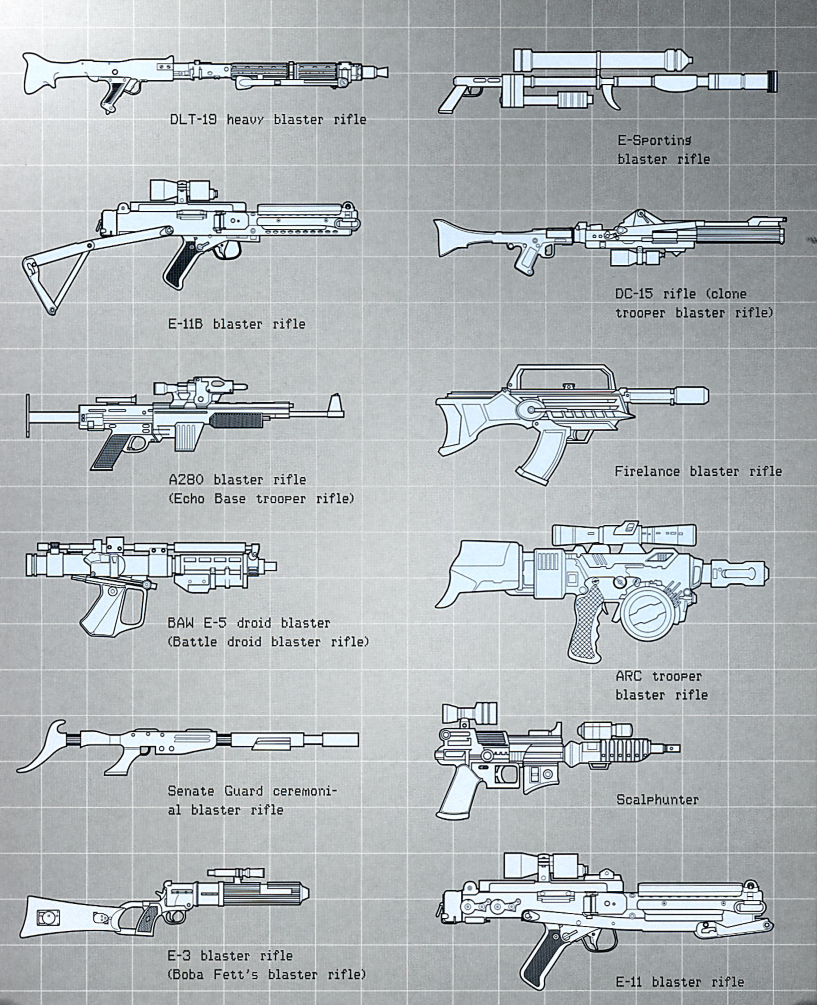 DLT-19 heavy blaster rifle
E-Sporting
blaster rifle
E-11B blaster rifle
DC-15 rifle (clone
trooper blaster rifle)
A280 blaster rifle
(Echo Base trooper rifle)
Firelance blaster rifle
BAW E-5 droid blaster
(Battle droid blaster rifle)
ARC trooper
blaster rifle
Senate Guard ceremoni-
al blaster rifle
Scalphunter
E-3 blaster rifle
(Boba Fett's blaster rifle)
E-11 blaster rifle